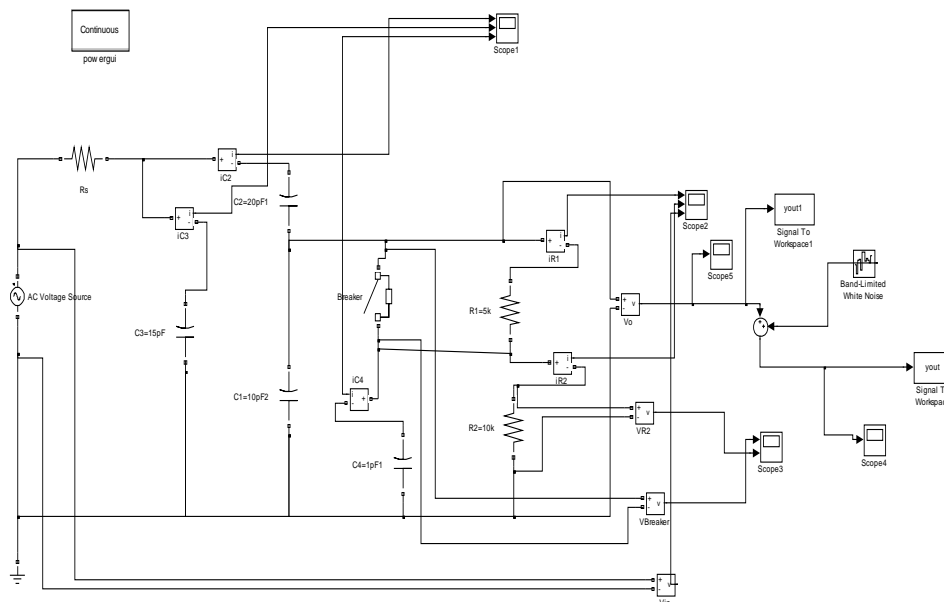 Continuous
pow ergui
Scope1
Rs
i
+
-
iC2
C2=20pF1
i
+
-
iC3
Scope2
yout1
Signal To
Workspace1
i
+
-
iR1
Scope5
Band-Limited
White Noise
AC Voltage Source
Breaker
R1=5k
+
-
v
Vo
+
+
C3=15pF
i
+
-
iR2
yout
Signal T
Workspac
iC4
i
-
+
C1=10pF2
R2=10k
+
-
v
VR2
Scope3
Scope4
C4=1pF1
+
-
v
VBreaker
+
-
v